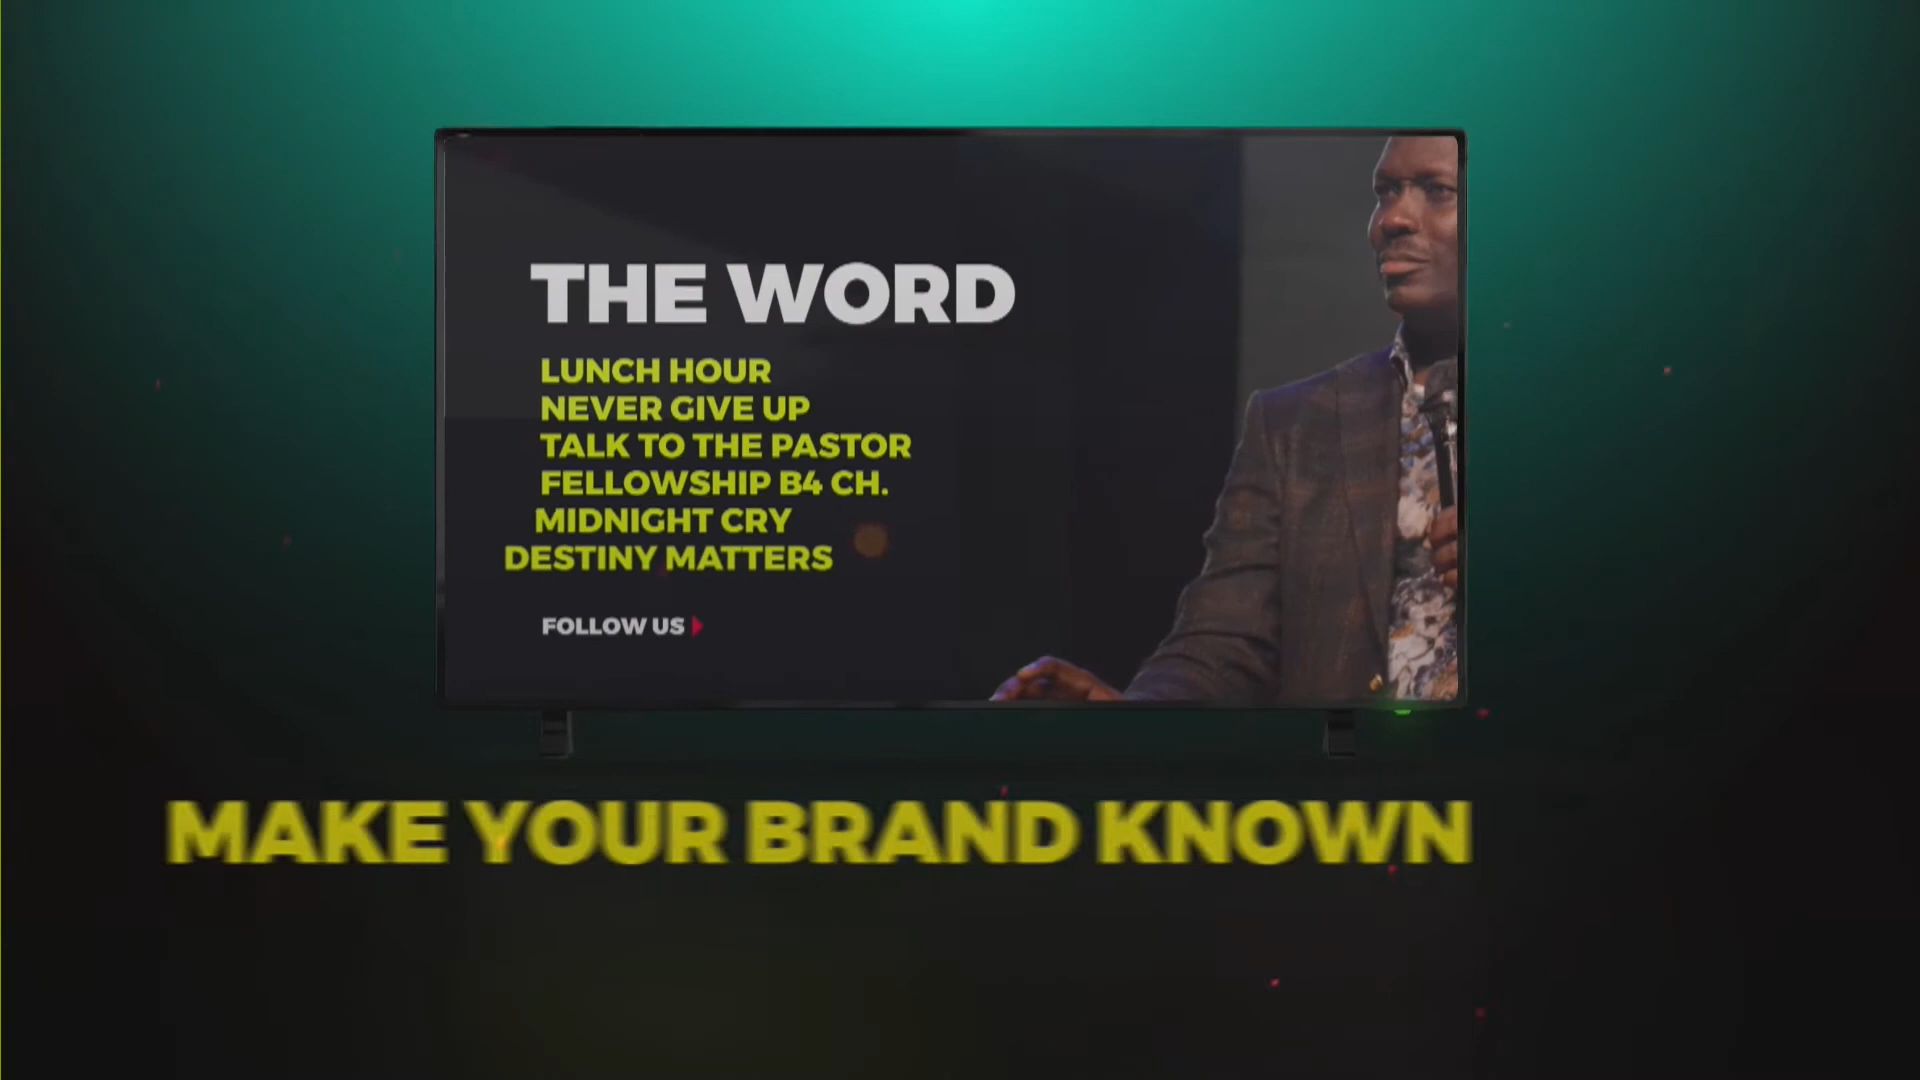 THE WORD
LUNCH HOUR
NEVER GIVE UP
TALK TO THE PASTOR
FELLOWSHIP B4 CH.
MIDNIGHT CRY
DESTINY MATTERS
FOLLOW US
MAKE YOUR BRAND KNOWN